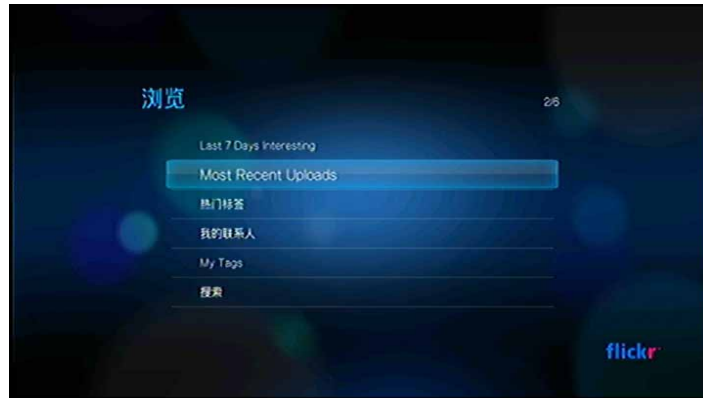 浏览
2/6
Last 7 Days Interesting
Most Recent Uploads
热门标签
我的联系人
My Tags
搜索
flickr